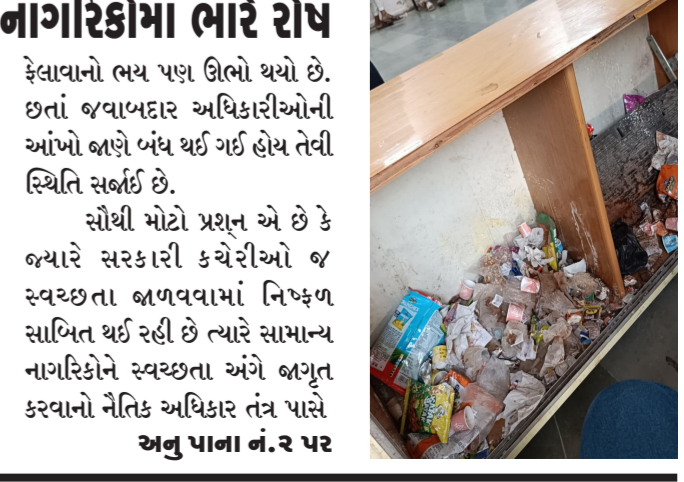 નાગરિકોમાં ભારે રોષ
ફેલાવાનો ભય પણ ઊભો થયો છે.
છતાં જવાબદાર અધિકારીઓની
આંખો જાણે બંધ થઈ ગઈ હોય તેવી
સ્થિતિ સર્જાઈ છે.
સૌથી મોટો પ્રશ્ન એ છે કે
જ્યારે સરકારી કચેરીઓ જ
સ્વચ્છતા જાળવવામાં નિષ્ફળ
સાબિત થઈ રહી છે ત્યારે સામાન્ય
નાગરિકોને સ્વચ્છતા અંગે જાગૃત
કરવાનો નૈતિક અધિકાર તંત્ર પાસે
અનુ પાના નં.૨ પર